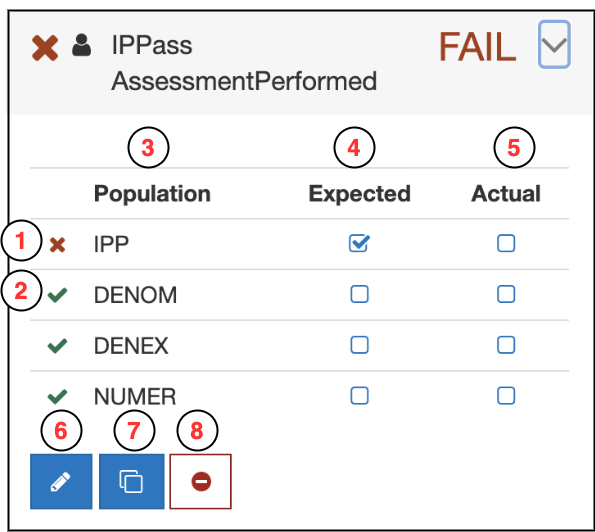 IPPass FAIL
AssessmentPerformed
3 4 5
Population Expected Actual
1 IPP
2 DENOM
DENEX
NUMER
6 7 8